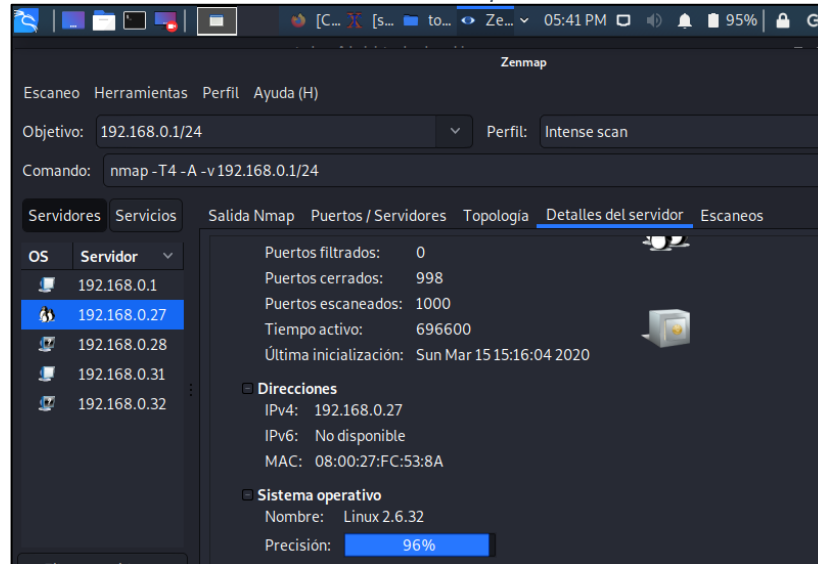 [C... [s... to... Ze... 05:41 PM 95% G
Zenmap
Escaneo Herramientas Perfil Ayuda (H)
Objetivo: 192.168.0.1/24 Perfil: Intense scan
Comando: nmap -T4 -A -v 192.168.0.1/24
Servidores Servicios Salida Nmap Puertos / Servidores Topología Detalles del servidor Escaneos
OS Servidor
192.168.0.1
192.168.0.27
192.168.0.28
192.168.0.31
192.168.0.32
Puertos filtrados: 0
Puertos cerrados: 998
Puertos escaneados: 1000
Tiempo activo: 696600
Última inicialización: Sun Mar 15 15:16:04 2020
Direcciones
IPv4: 192.168.0.27
IPv6: No disponible
MAC: 08:00:27:FC:53:8A
Sistema operativo
Nombre: Linux 2.6.32
Precisión: 96%